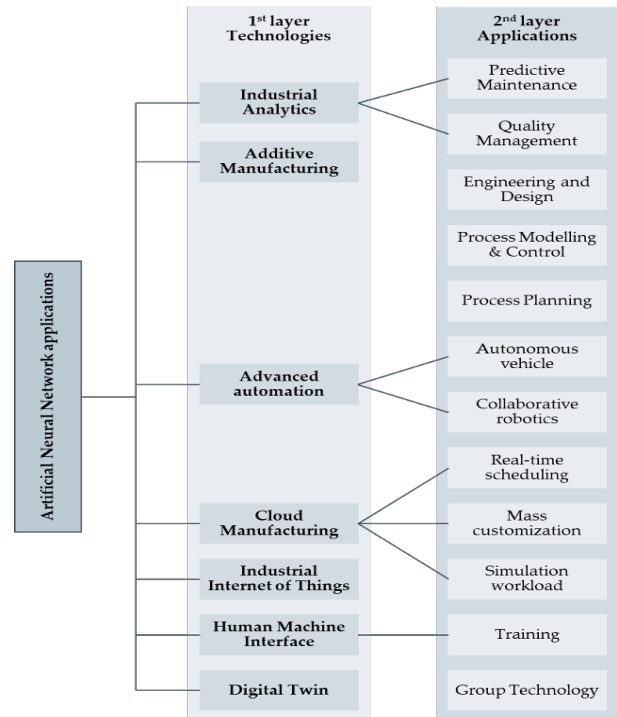 1st layer
Technologies
2nd layer
Applications
Artificial Neural Network applications
Industrial
Analytics
Additive
Manufacturing
Advanced
automation
Cloud
Manufacturing
Industrial
Internet of Things
Human Machine
Interface
Digital Twin
Predictive
Maintenance
Quality
Management
Engineering and
Design
Process Modelling
& Control
Process Planning
Autonomous
vehicle
Collaborative
robotics
Real-time
scheduling
Mass
customization
Simulation
workload
Training
Group Technology